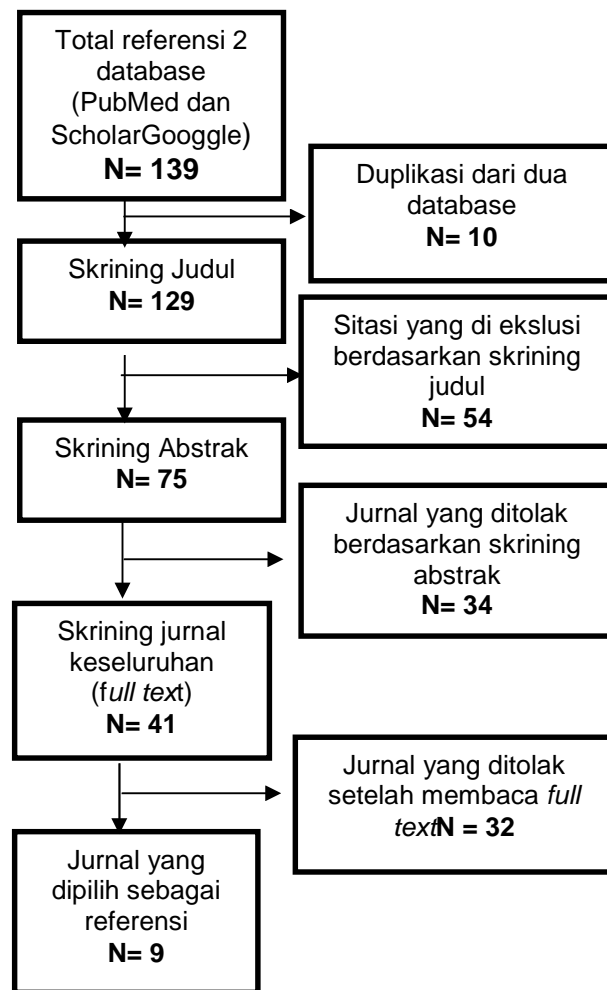 Total referensi 2
database
(PubMed dan
ScholarGooggle)
N= 139
Duplikasi dari dua
database
N= 10
Skrining Judul
N= 129
Sitasi yang di ekslusi
berdasarkan skrining
judul
N= 54
Skrining Abstrak
N= 75
Jurnal yang ditolak
berdasarkan skrining
abstrak
N= 34
Skrining jurnal
keseluruhan
(full text)
N= 41
Jurnal yang ditolak
setelah membaca full
textN = 32
Jurnal yang
dipilih sebagai
referensi
N= 9